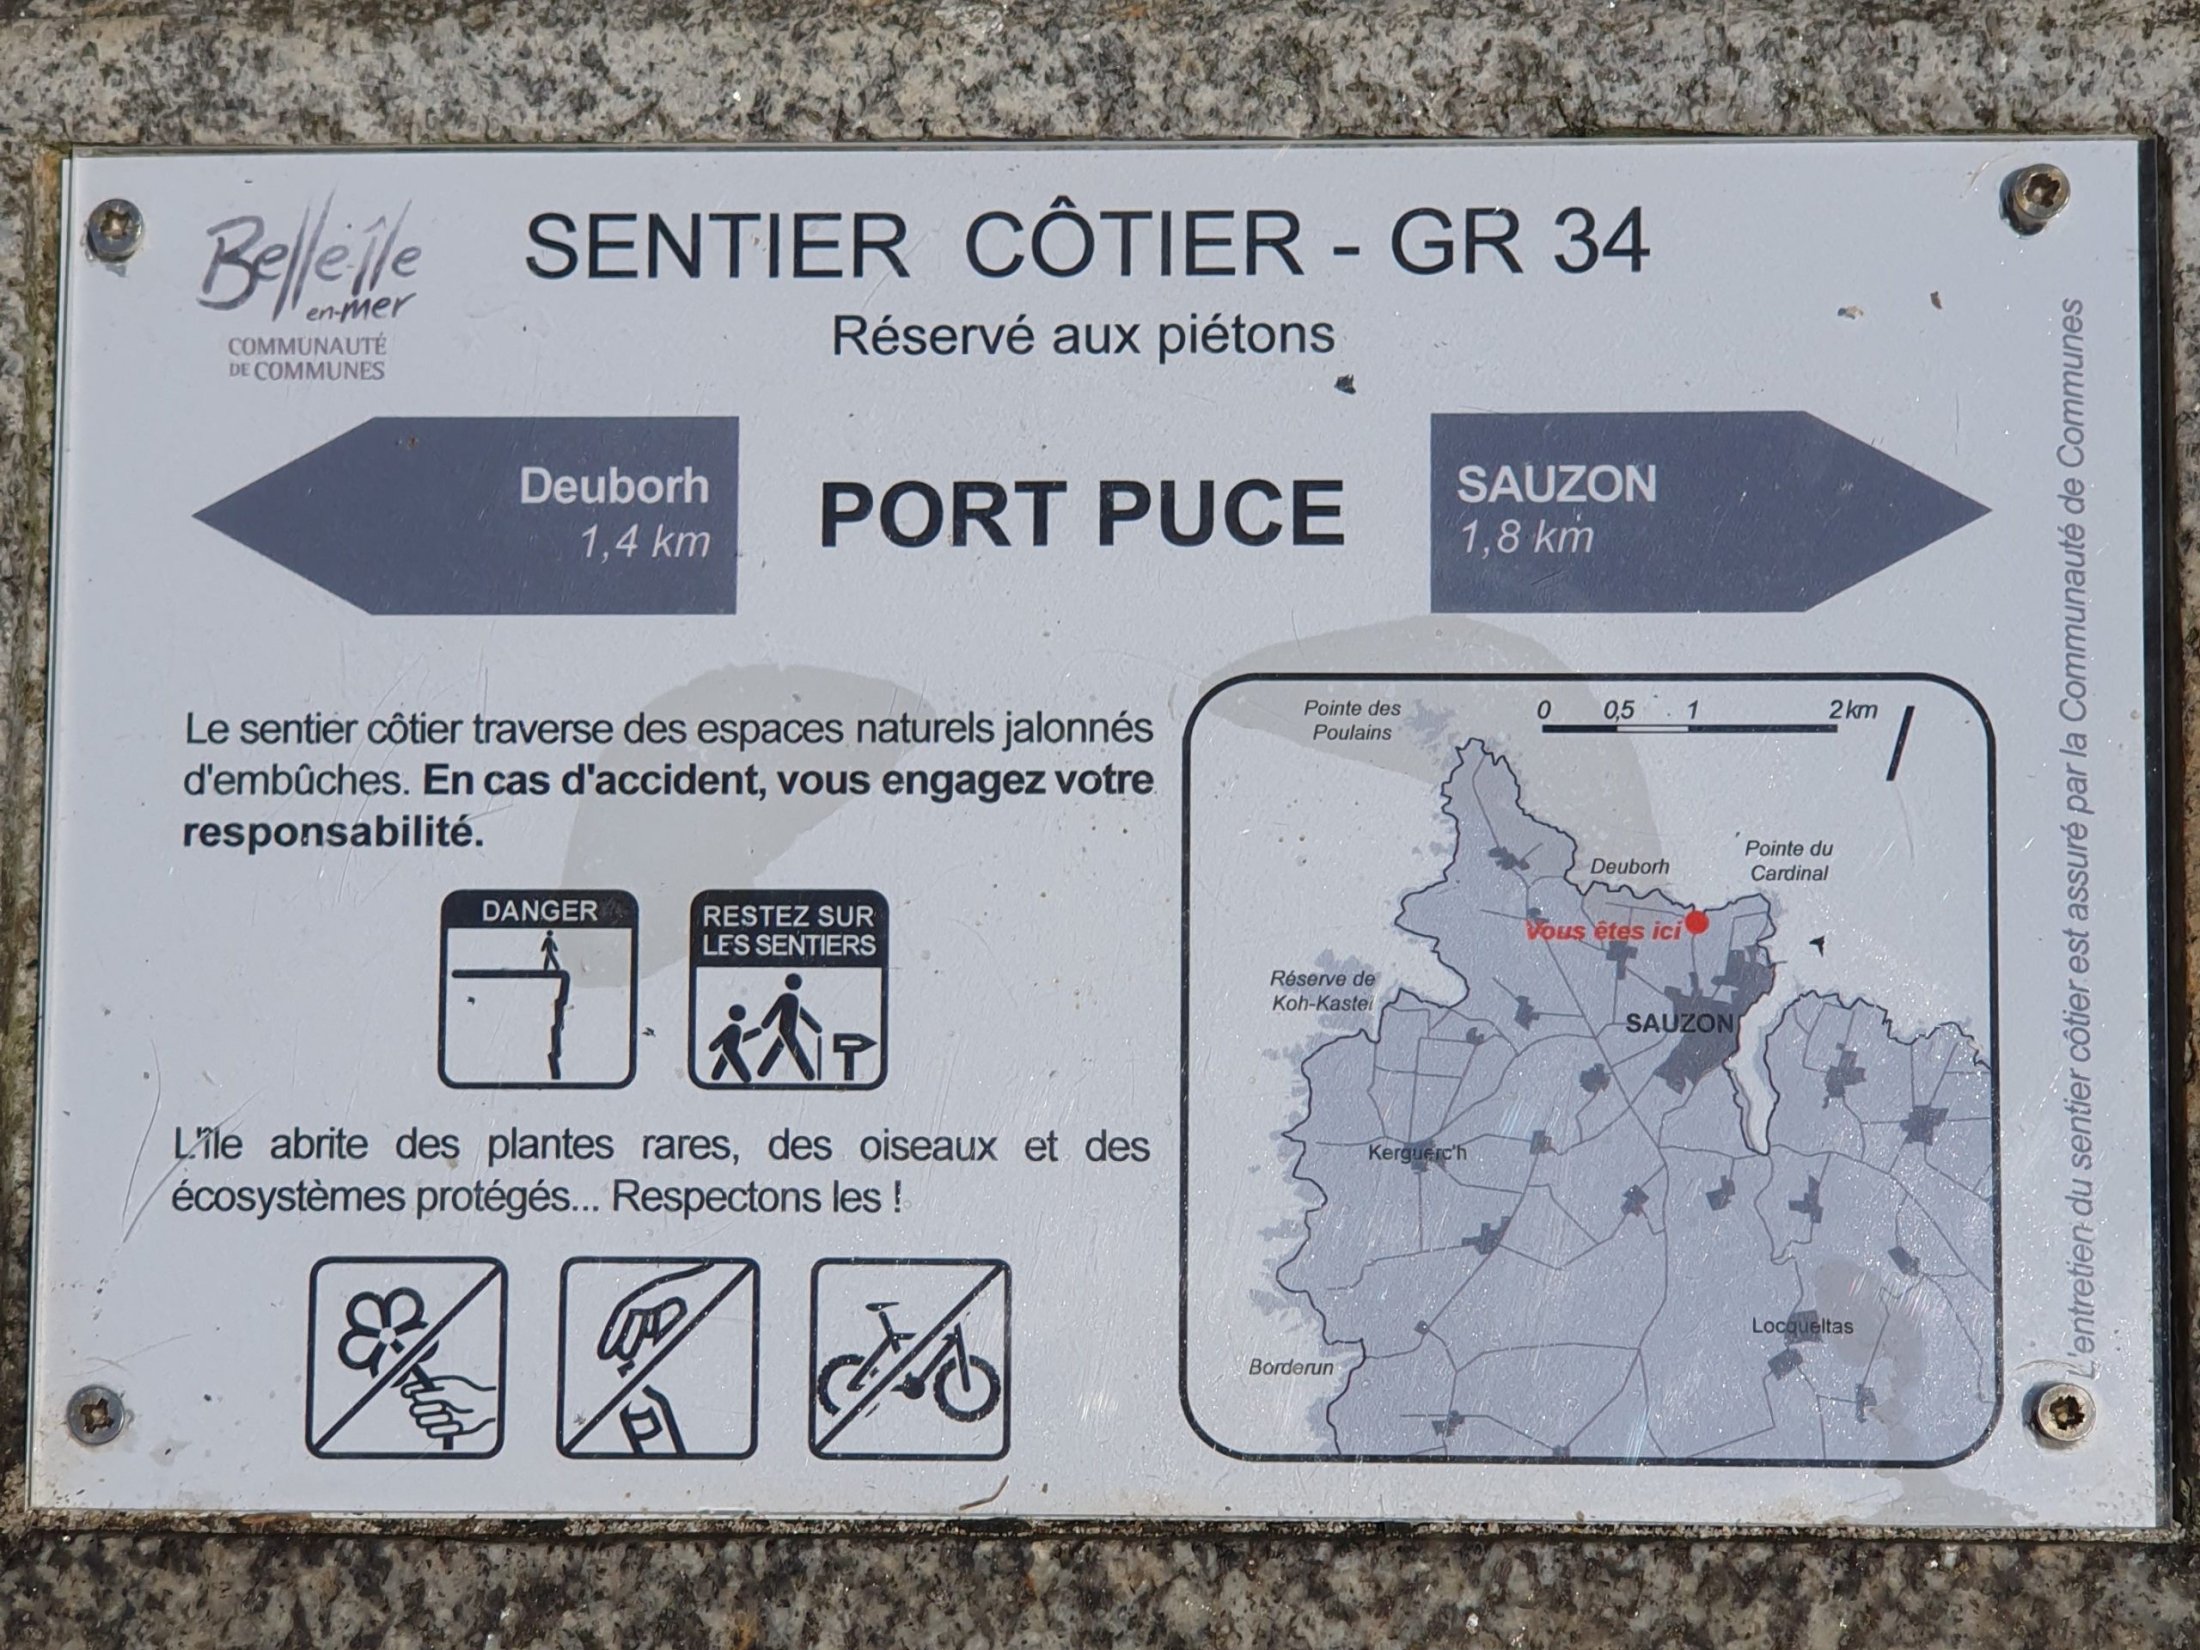 Belle-île
en-mer
COMMUNAUTÉ
DE COMMUNES
SENTIER CÔTIER - GR 34
Réservé aux piétons
Deuborh
1,4 km
PORT PUCE
SAUZON
1,8 km
Le sentier côtier traverse des espaces naturels jalonnés
d'embûches. En cas d'accident, vous engagez votre
responsabilité.
DANGER
RESTEZ SUR
LES SENTIERS
L'île abrite des plantes rares, des oiseaux et des
écosystèmes protégés... Respectons les !
Pointe des
Poulains
0 0,5 1 2 km
Deuborh
Pointe du
Cardinal
Vous êtes ici
Réserve de
Koh-Kastel
SAUZON
Kerguerc'h
Locqueltas
Borderun
L'entretien du sentier côtier est assuré par la Communauté de Communes